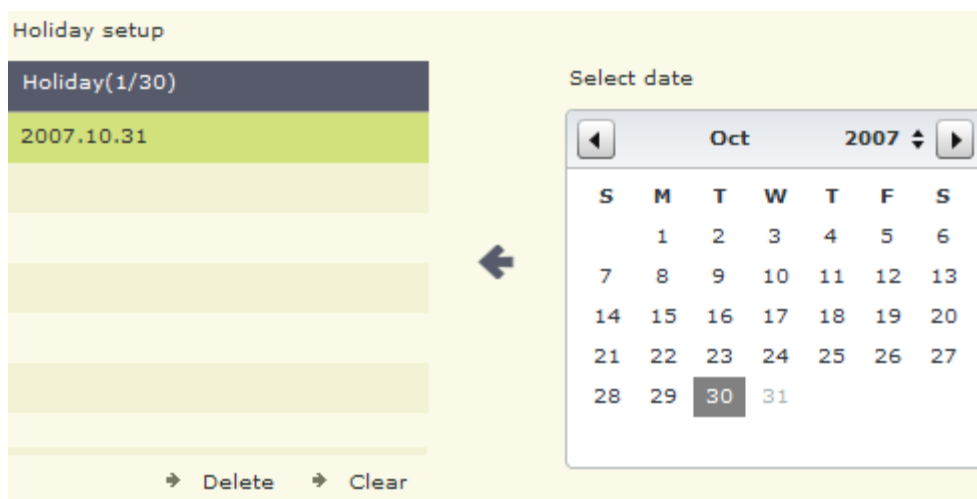 Holiday setup
Holiday(1/30)
2007.10.31
Delete Clear
Select date
Oct 2007
S M T W T F S
1 2 3 4 5 6
7 8 9 10 11 12 13
14 15 16 17 18 19 20
21 22 23 24 25 26 27
28 29 30 31